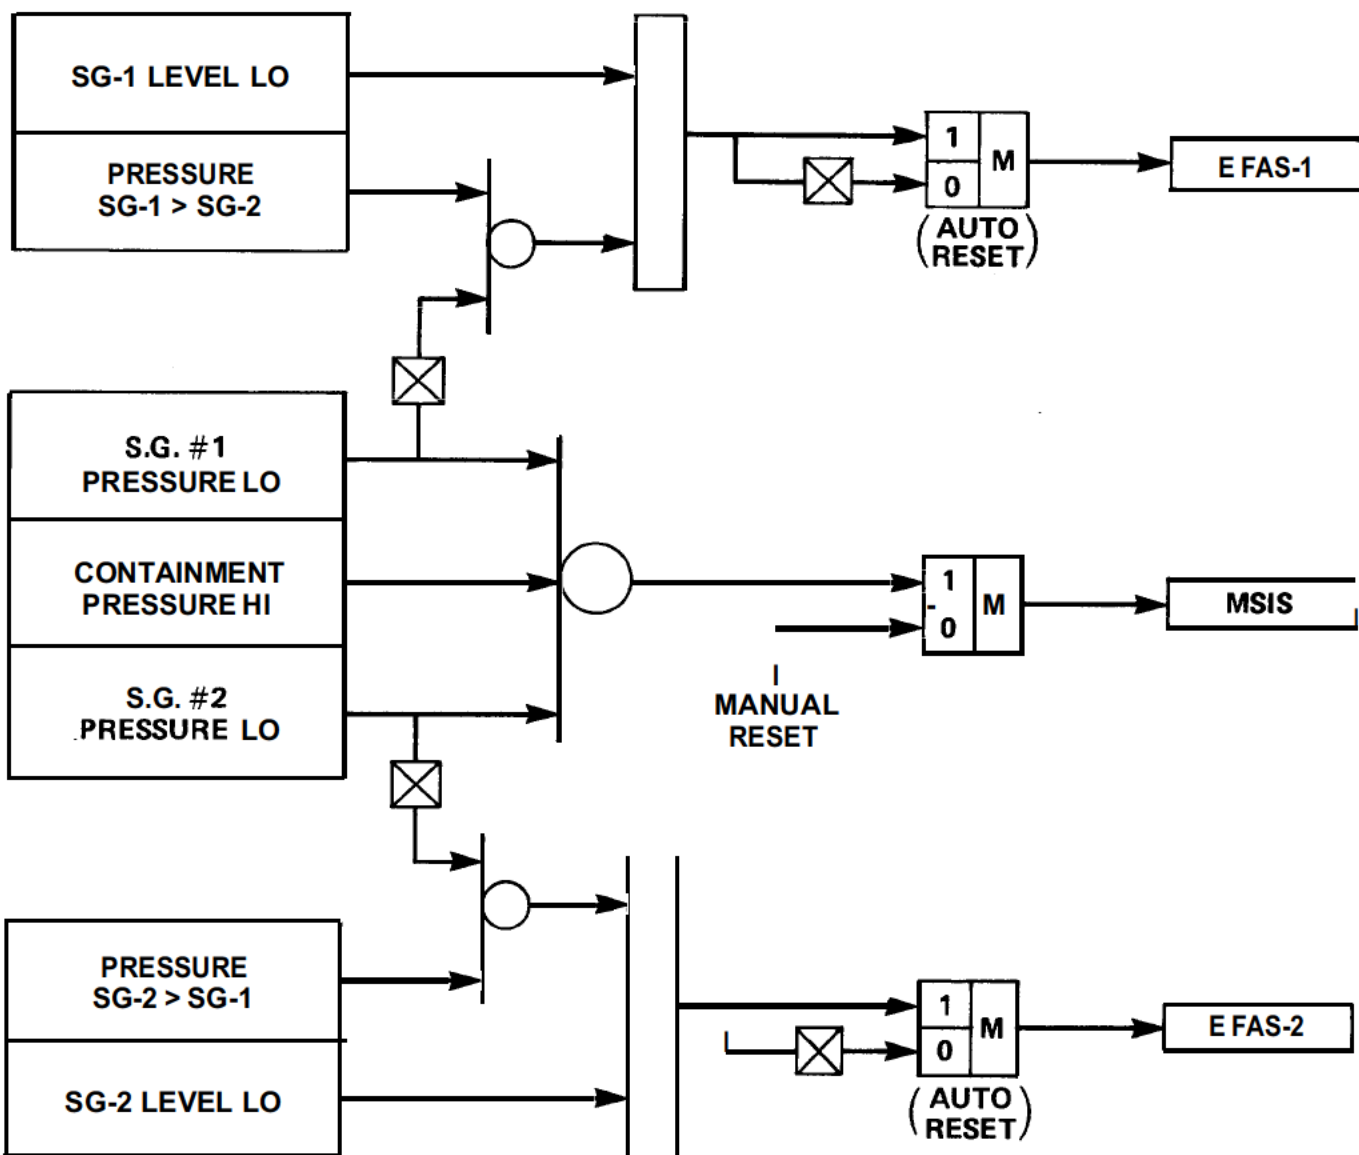 SG-1 LEVEL LO
PRESSURE
SG-1 > SG-2
1
0
M
E FAS-1
(AUTO
RESET)
S.G. #1
PRESSURE LO
CONTAINMENT
PRESSURE HI
S.G. #2
PRESSURE LO
1
0
M
MSIS
MANUAL
RESET
PRESSURE
SG-2 > SG-1
SG-2 LEVEL LO
1
0
M
E FAS-2
(AUTO
RESET)